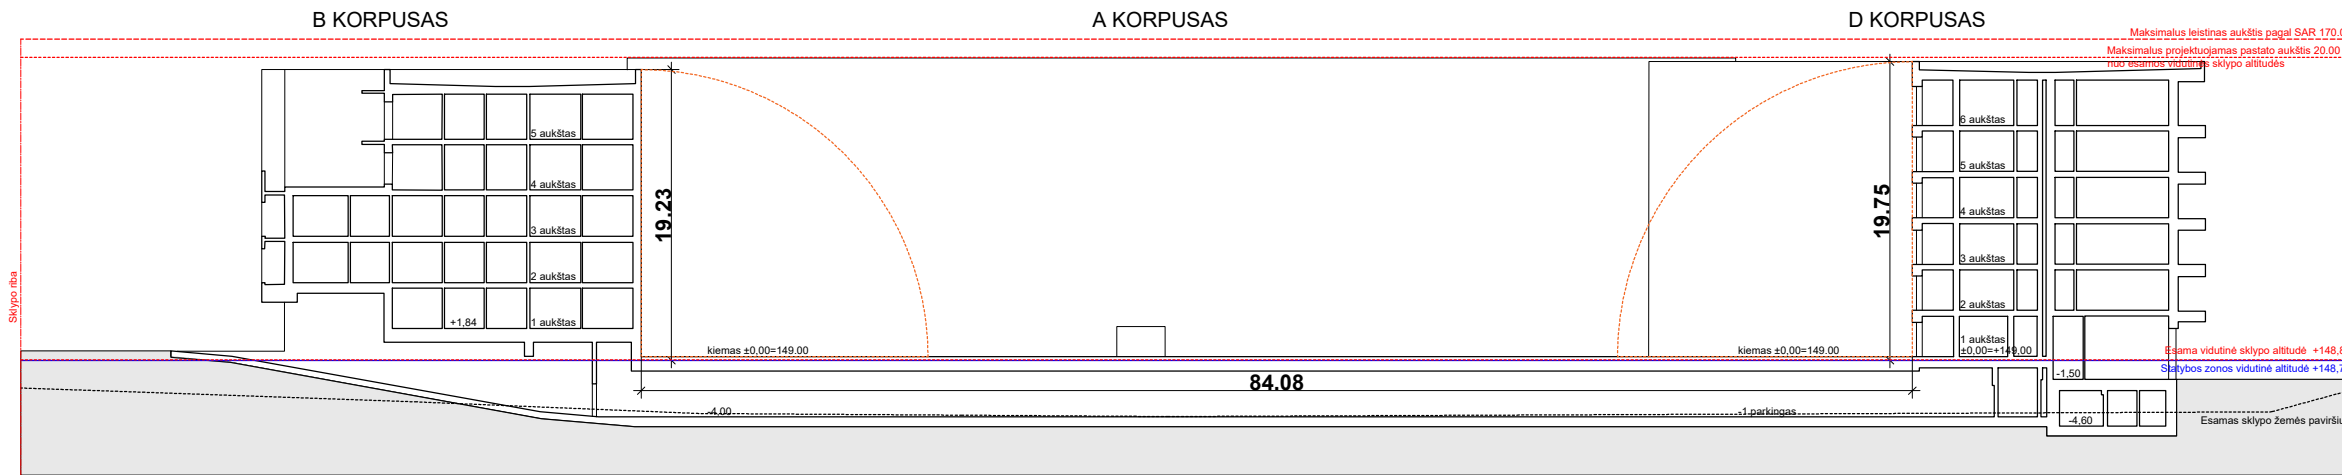 B KORPUSAS
A KORPUSAS
D KORPUSAS
Maksimalus leistinas aukštis pagal SAR 170.0
Maksimalus projektuojamas pastato aukštis 20.00
nuo esamos vidutinės sklypo altitudės
5 aukštas
4 aukštas
3 aukštas
2 aukštas
1 aukštas
+1,84
19.23
19.75
6 aukštas
5 aukštas
4 aukštas
3 aukštas
2 aukštas
1 aukštas
±0,00=+149,00
Sklypo riba
kiemas ±0,00=149.00
kiemas ±0,00=149.00
Esama vidutinė sklypo altitudė +148,8
Statybos zonos vidutinė altitudė +148,7
-1,50
84.08
-4,00
-1 parkingas
-4,60
Esamas sklypo žemės paviršiu